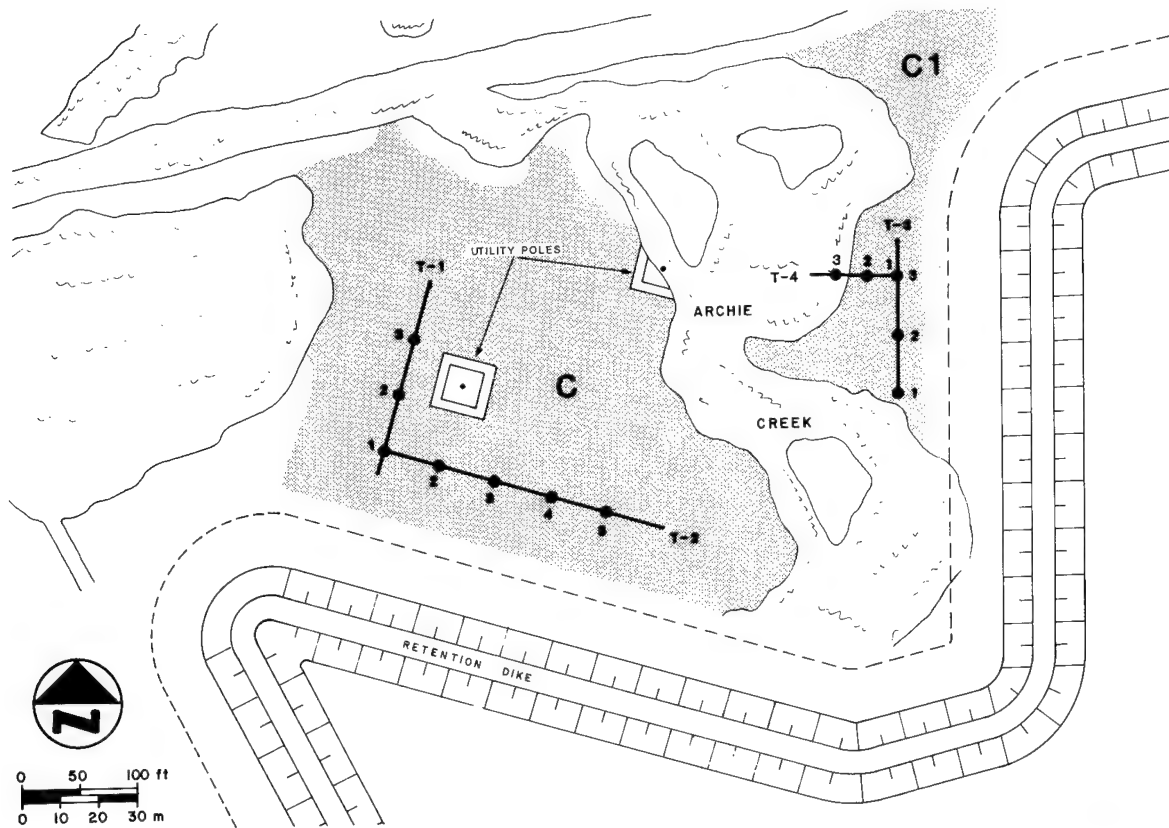 C1
T-3
UTILITY POLES
T-1
3 2 1
T-4
3
ARCHIE
3
2
C
2
1
CREEK
1
2
3
4
5
T-2
RETENTION DIKE
N
0 50 100 ft
0 10 20 30 m